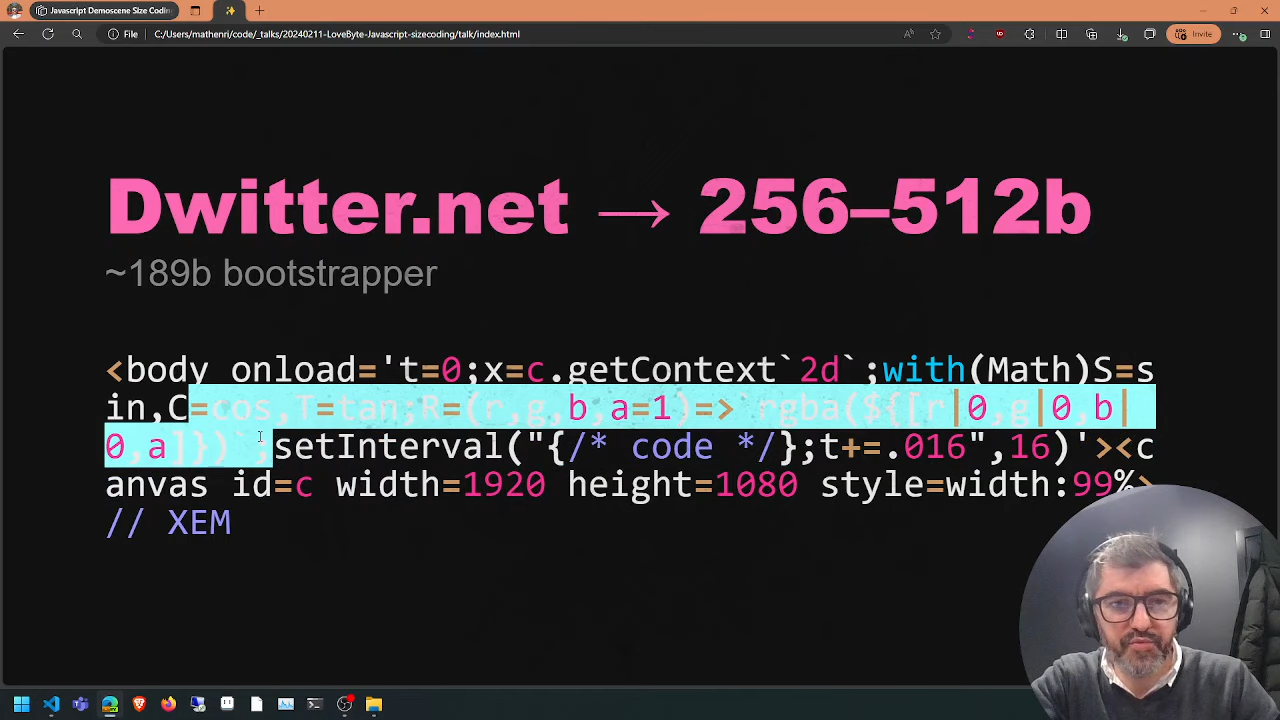 Javascript Demoscene Size Codin
File
C:/Users/mathenri/code/_talks/20240211-LoveByte-Javascript-sizecoding/talk/index.html
Invite
Dwitter.net → 256–512b
~189b bootstrapper
<body onload='t=0;x=c.getContext`2d`;with(Math)S=s
in,C=cos,T=tan;R=(r,g,b,a=1)=>`rgba(${[r|0,g|0,b|
0,a]})`;setInterval("{/* code */};t+=.016",16)'><c
anvas id=c width=1920 height=1080 style=width:99%>
// XEM